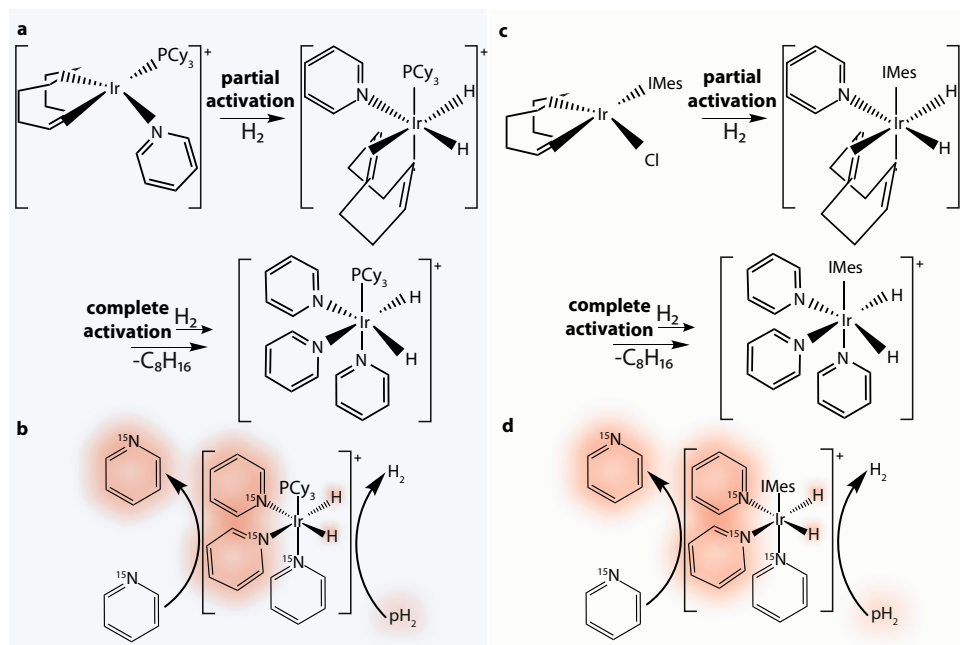 a
PCy₃
+
Ir
N
partial
activation
H₂
+
PCy₃
N
H
Ir
H
complete
activation
H₂
-C₈H₁₆
+
PCy₃
N
H
Ir
N
H
N
b
¹⁵N
¹⁵N
+
PCy₃
¹⁵N
H
Ir
¹⁵N
H
¹⁵N
H₂
pH₂
c
IMes
Ir
Cl
partial
activation
H₂
IMes
N
H
Ir
H
complete
activation
H₂
-C₈H₁₆
+
IMes
N
H
Ir
N
H
N
d
¹⁵N
¹⁵N
+
IMes
¹⁵N
H
Ir
¹⁵N
H
¹⁵N
H₂
pH₂